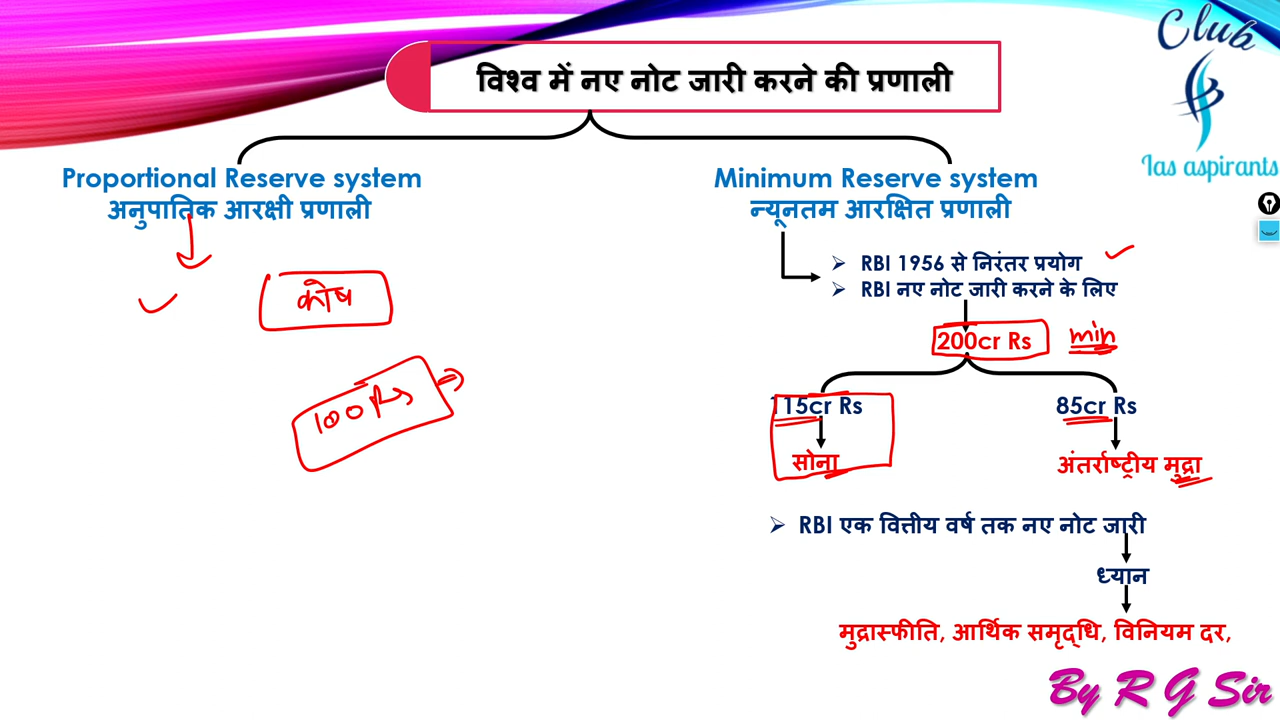 Club
Ias aspirants
विश्व में नए नोट जारी करने की प्रणाली
Proportional Reserve system
अनुपातिक आरक्षी प्रणाली
कोष
100 Rs
Minimum Reserve system
न्यूनतम आरक्षित प्रणाली
RBI 1956 से निरंतर प्रयोग
RBI नए नोट जारी करने के लिए
200cr Rs
min
115cr Rs
85cr Rs
सोना
अंतर्राष्ट्रीय मुद्रा
RBI एक वित्तीय वर्ष तक नए नोट जारी
ध्यान
मुद्रास्फीति, आर्थिक समृद्धि, विनियम दर,
By R G Sir